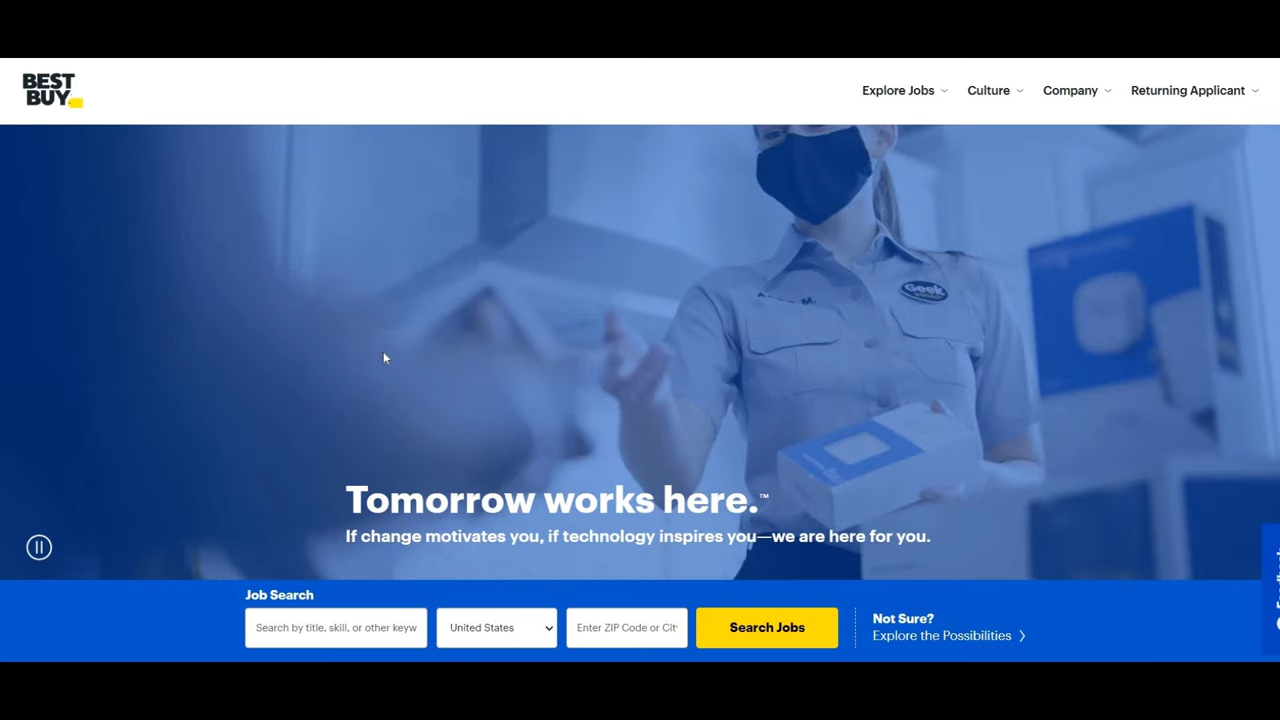 BEST
BUY
Explore Jobs
Culture
Company
Returning Applicant
Geek
Tomorrow works here.™
If change motivates you, if technology inspires you—we are here for you.
Job Search
Search by title, skill, or other keyw
United States
Enter ZIP Code or Cit
Search Jobs
Not Sure?
Explore the Possibilities